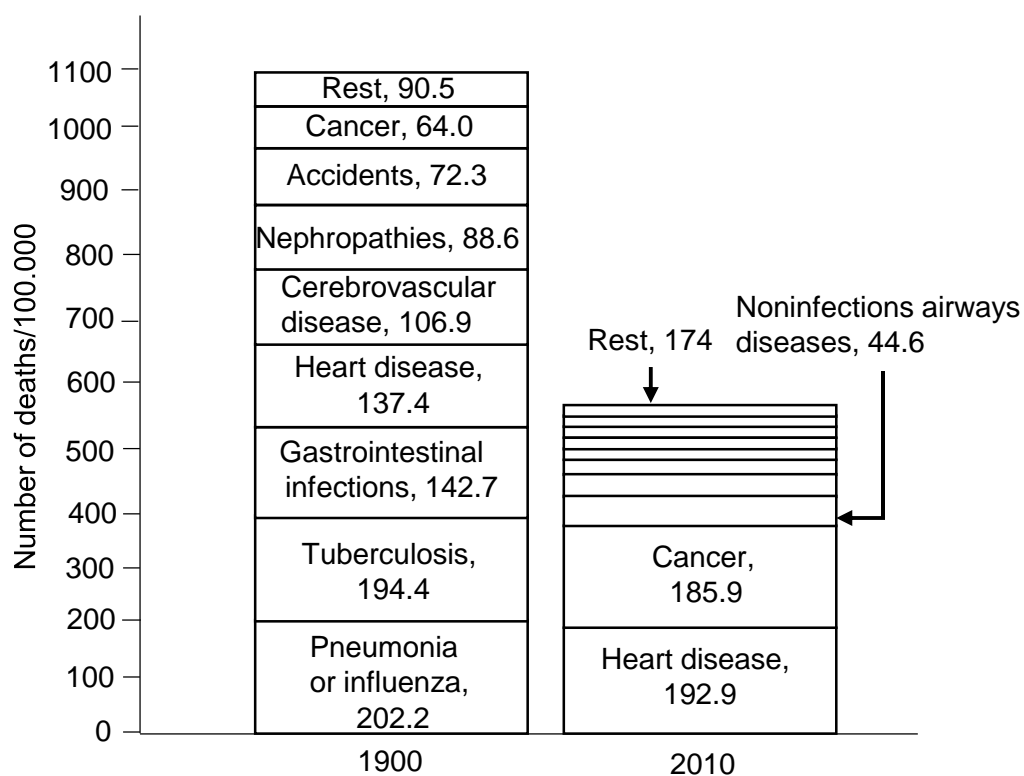 Number of deaths/100.000
1100
1000
900
800
700
600
500
400
300
200
100
0
Rest, 90.5
Cancer, 64.0
Accidents, 72.3
Nephropathies, 88.6
Cerebrovascular
disease, 106.9
Heart disease,
137.4
Gastrointestinal
infections, 142.7
Tuberculosis,
194.4
Pneumonia
or influenza,
202.2
1900
Rest, 174
Noninfections airways
diseases, 44.6
Cancer,
185.9
Heart disease,
192.9
2010